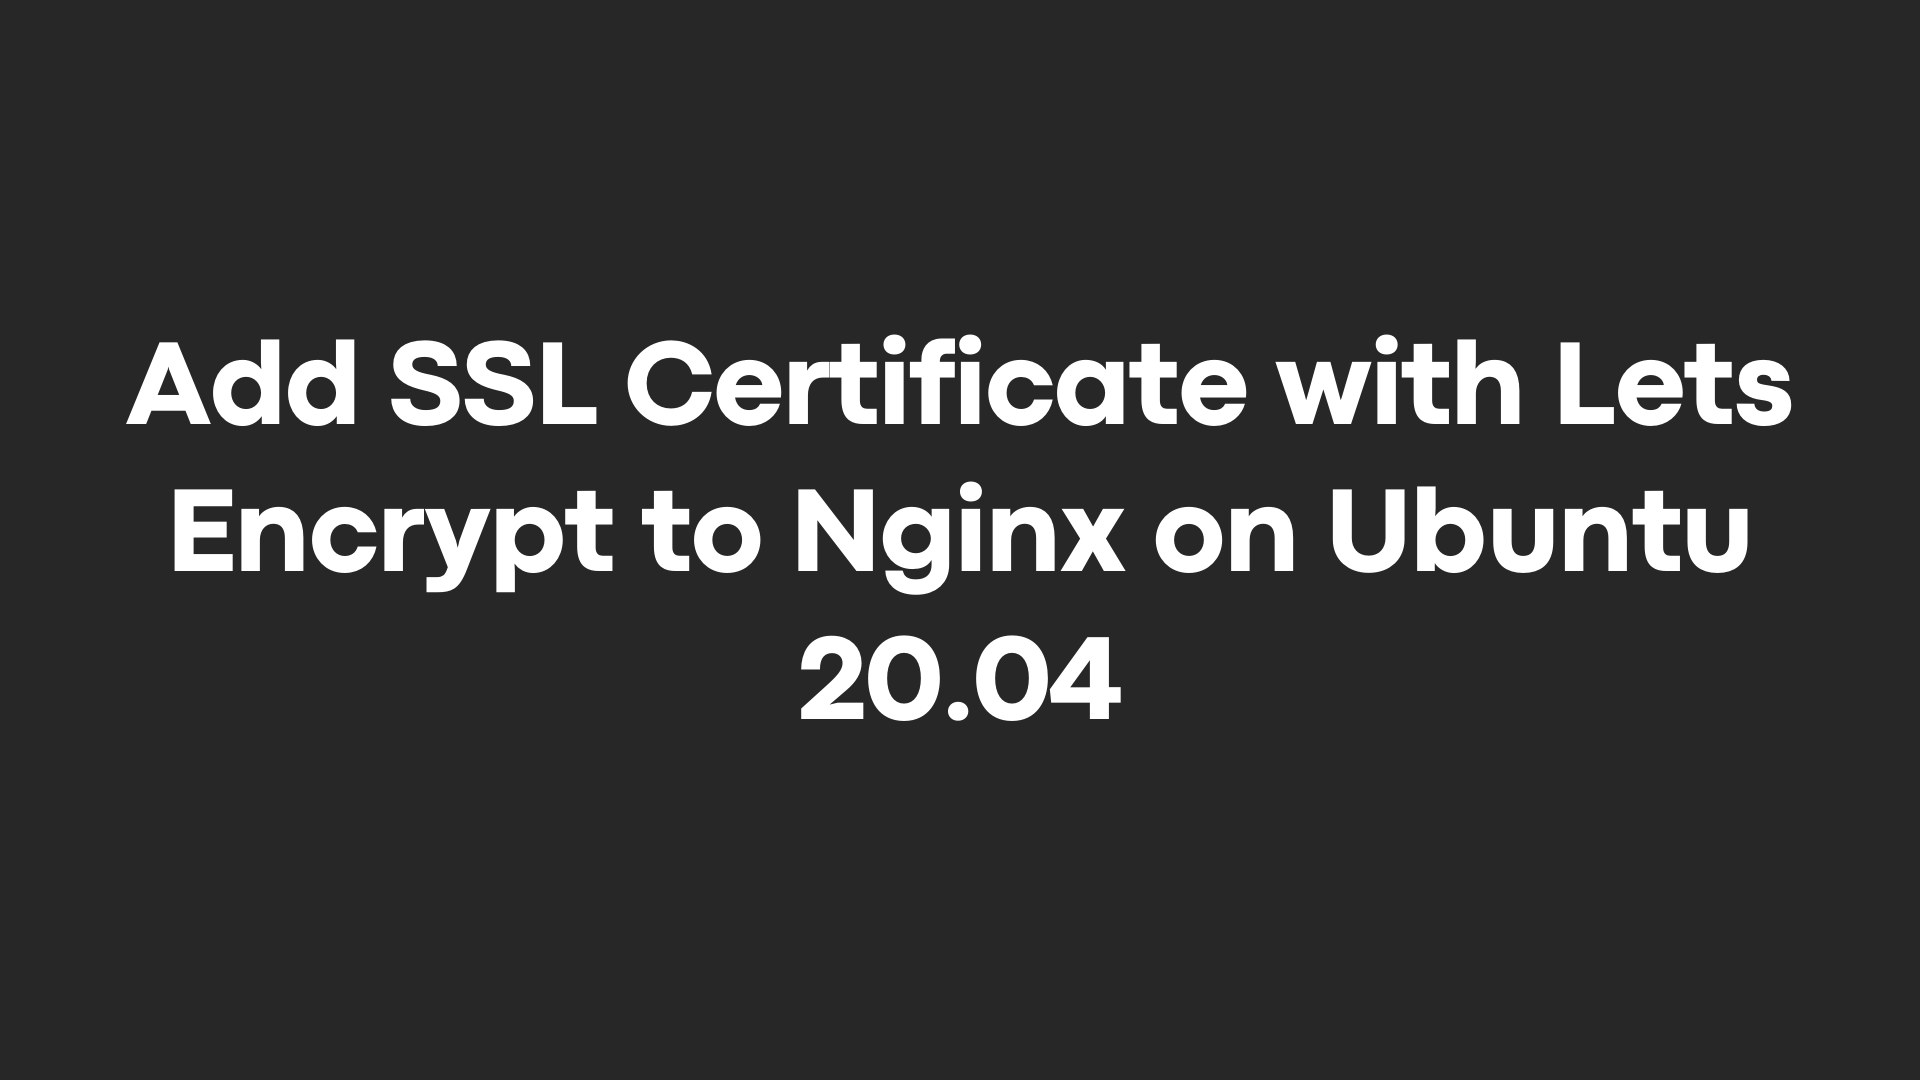 Add SSL Certificate with Lets
Encrypt to Nginx on Ubuntu
20.04